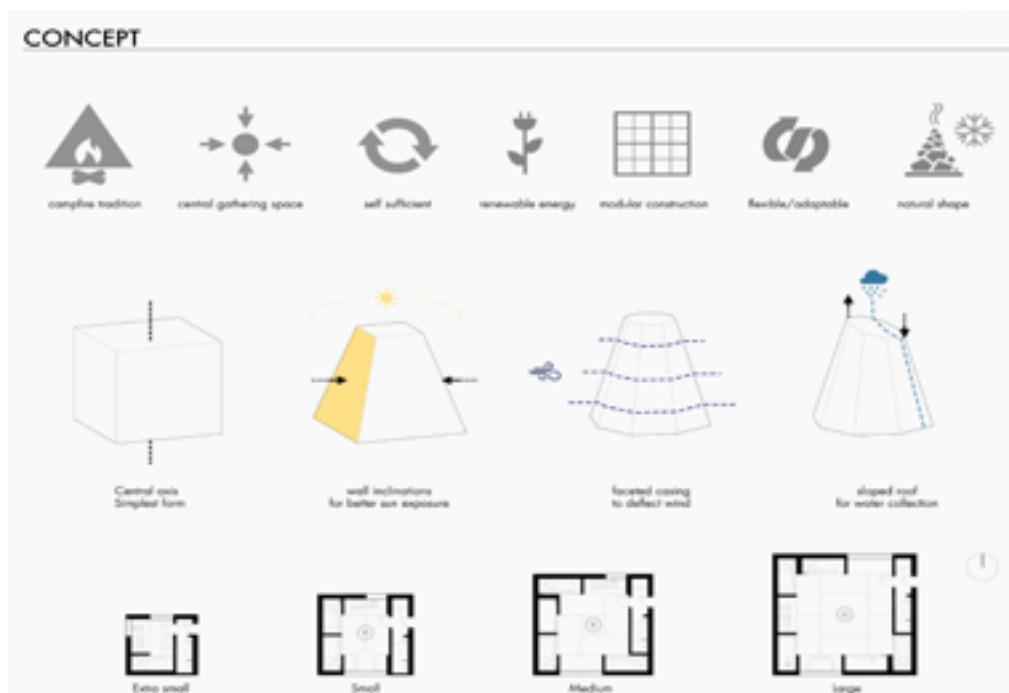 CONCEPT
campfire tradition
central gathering space
self sufficient
renewable energy
modular construction
flexible/adaptable
natural shape
Central axis
Simplest form
wall inclinations
for better sun exposure
faceted casing
to deflect wind
sloped roof
for water collection
Extra small
Small
Medium
Large